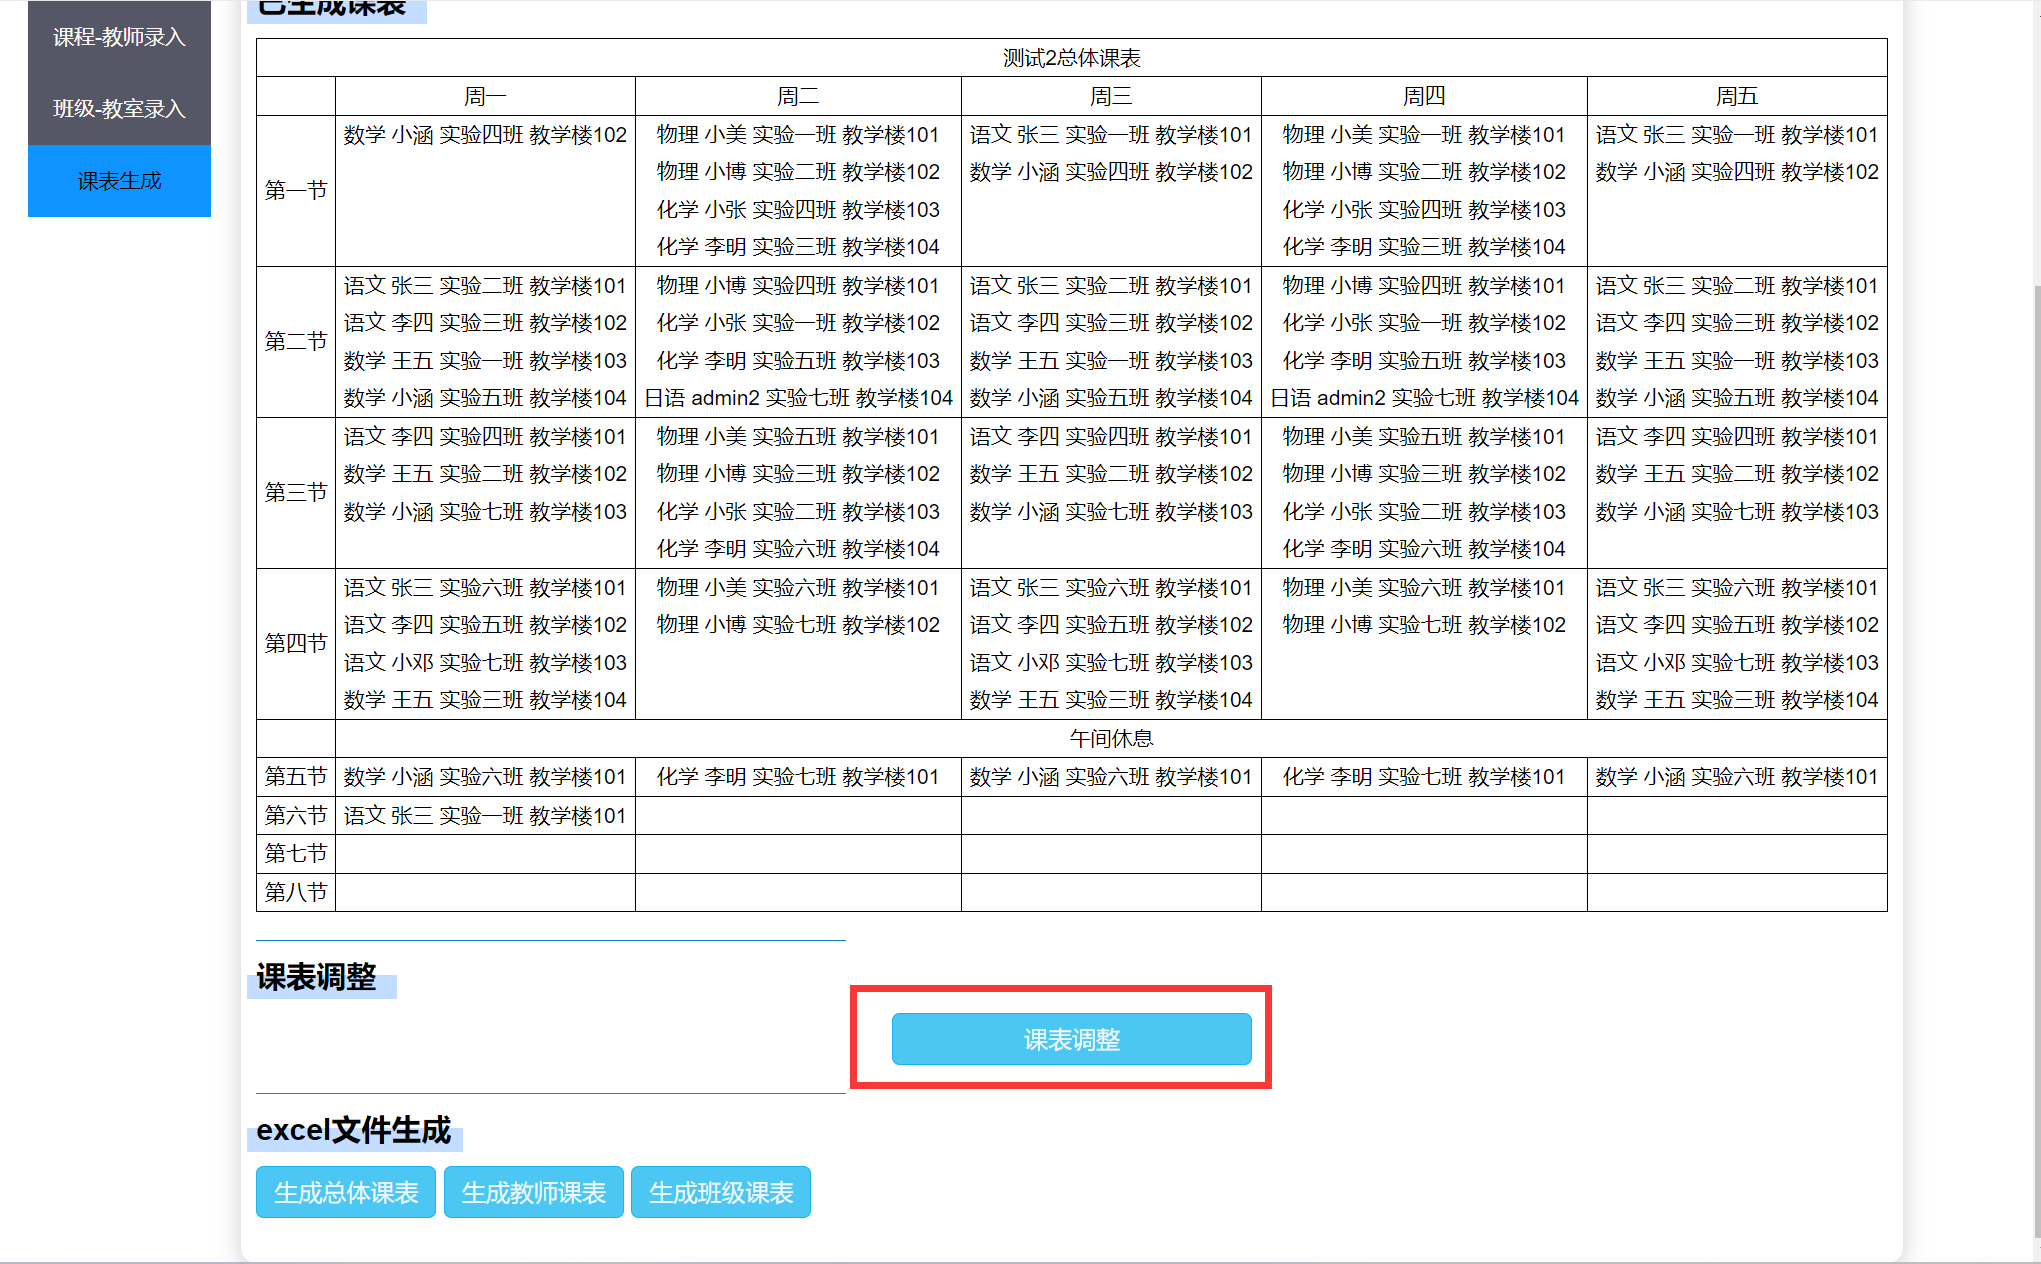 课程-教师录入
班级-教室录入
课表生成
已生成课表
测试2总体课表
周一 周二 周三 周四 周五
第一节
数学 小涵 实验四班 教学楼102
物理 小美 实验一班 教学楼101
物理 小博 实验二班 教学楼102
化学 小张 实验四班 教学楼103
化学 李明 实验三班 教学楼104
语文 张三 实验一班 教学楼101
数学 小涵 实验四班 教学楼102
物理 小美 实验一班 教学楼101
物理 小博 实验二班 教学楼102
化学 小张 实验四班 教学楼103
化学 李明 实验三班 教学楼104
语文 张三 实验一班 教学楼101
数学 小涵 实验四班 教学楼102
第二节
语文 张三 实验二班 教学楼101
语文 李四 实验三班 教学楼102
数学 王五 实验一班 教学楼103
数学 小涵 实验五班 教学楼104
物理 小博 实验四班 教学楼101
化学 小张 实验一班 教学楼102
化学 李明 实验五班 教学楼103
日语 admin2 实验七班 教学楼104
语文 张三 实验二班 教学楼101
语文 李四 实验三班 教学楼102
数学 王五 实验一班 教学楼103
数学 小涵 实验五班 教学楼104
物理 小博 实验四班 教学楼101
化学 小张 实验一班 教学楼102
化学 李明 实验五班 教学楼103
日语 admin2 实验七班 教学楼104
语文 张三 实验二班 教学楼101
语文 李四 实验三班 教学楼102
数学 王五 实验一班 教学楼103
数学 小涵 实验五班 教学楼104
第三节
语文 李四 实验四班 教学楼101
数学 王五 实验二班 教学楼102
数学 小涵 实验七班 教学楼103
物理 小美 实验五班 教学楼101
物理 小博 实验三班 教学楼102
化学 小张 实验二班 教学楼103
化学 李明 实验六班 教学楼104
语文 李四 实验四班 教学楼101
数学 王五 实验二班 教学楼102
数学 小涵 实验七班 教学楼103
物理 小美 实验五班 教学楼101
物理 小博 实验三班 教学楼102
化学 小张 实验二班 教学楼103
化学 李明 实验六班 教学楼104
语文 李四 实验四班 教学楼101
数学 王五 实验二班 教学楼102
数学 小涵 实验七班 教学楼103
第四节
语文 张三 实验六班 教学楼101
语文 李四 实验五班 教学楼102
语文 小邓 实验七班 教学楼103
数学 王五 实验三班 教学楼104
物理 小美 实验六班 教学楼101
物理 小博 实验七班 教学楼102
语文 张三 实验六班 教学楼101
语文 李四 实验五班 教学楼102
语文 小邓 实验七班 教学楼103
数学 王五 实验三班 教学楼104
物理 小美 实验六班 教学楼101
物理 小博 实验七班 教学楼102
语文 张三 实验六班 教学楼101
语文 李四 实验五班 教学楼102
语文 小邓 实验七班 教学楼103
数学 王五 实验三班 教学楼104
午间休息
第五节
数学 小涵 实验六班 教学楼101
化学 李明 实验七班 教学楼101
数学 小涵 实验六班 教学楼101
化学 李明 实验七班 教学楼101
数学 小涵 实验六班 教学楼101
第六节
语文 张三 实验一班 教学楼101
第七节
第八节
课表调整
课表调整
excel文件生成
生成总体课表 生成教师课表 生成班级课表